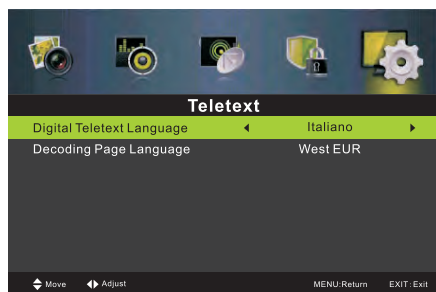 Teletext
Digital Teletext Language Italiano
Decoding Page Language West EUR
Move Adjust MENU:Return EXIT:Exit